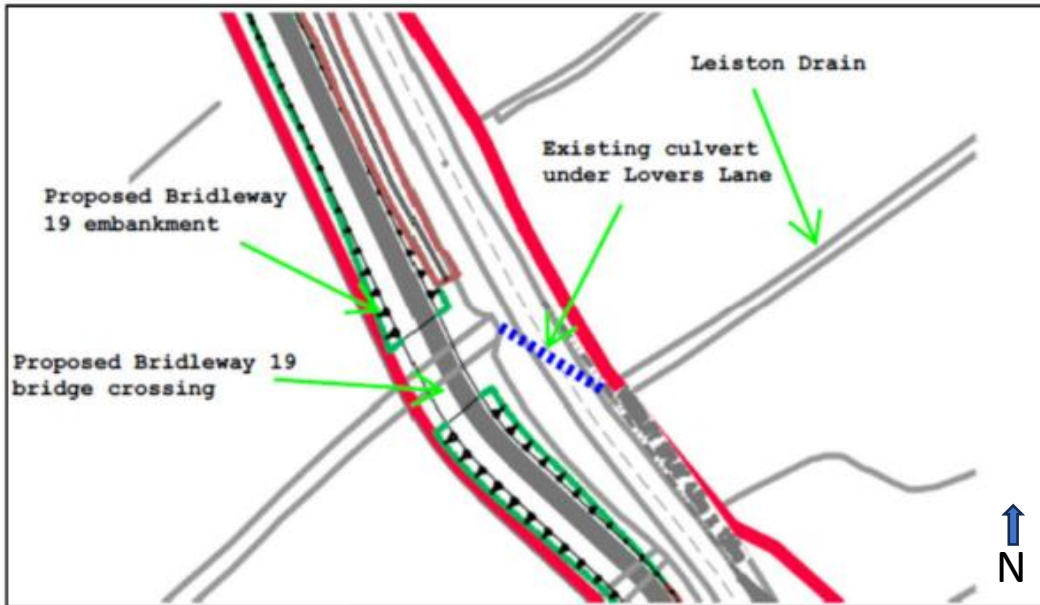 Leiston Drain
Existing culvert
under Lovers Lane
Proposed Bridleway
19 embankment
Proposed Bridleway 19
bridge crossing
N